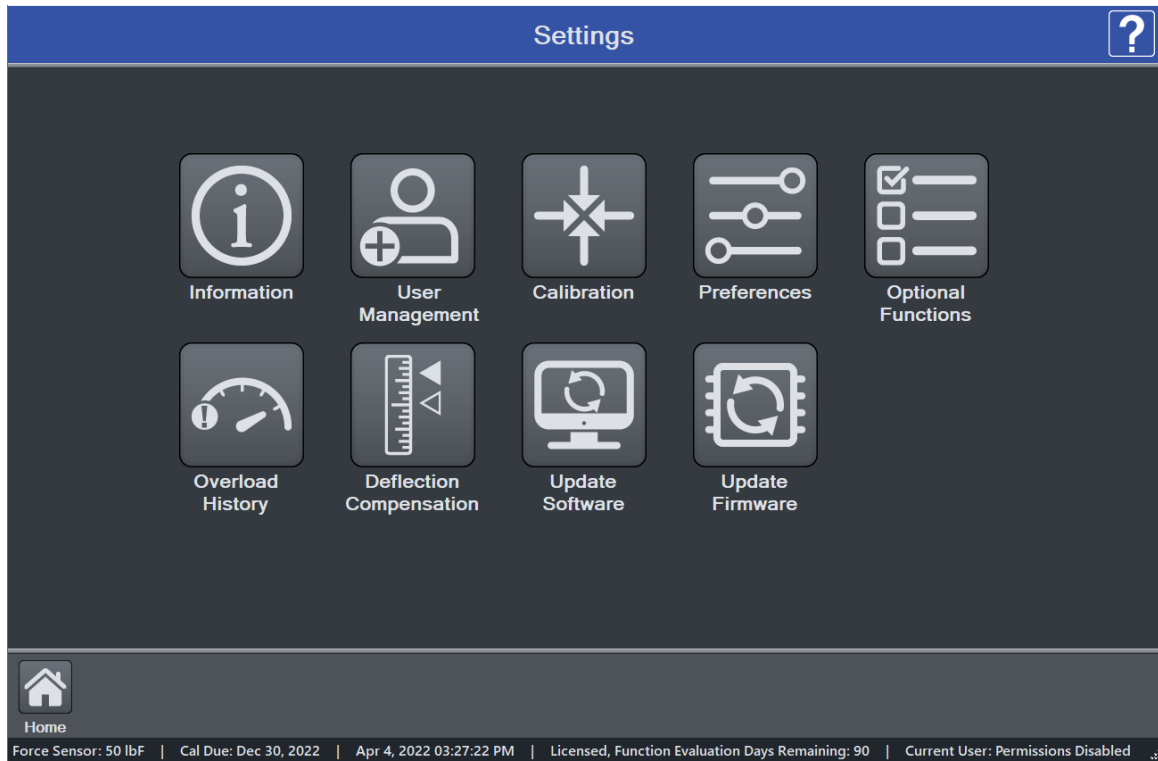 Settings
?
Information
User
Management
Calibration
Preferences
Optional
Functions
Overload
History
Deflection
Compensation
Update
Software
Update
Firmware
Home
Force Sensor: 50 lbF | Cal Due: Dec 30, 2022 | Apr 4, 2022 03:27:22 PM | Licensed, Function Evaluation Days Remaining: 90 | Current User: Permissions Disabled